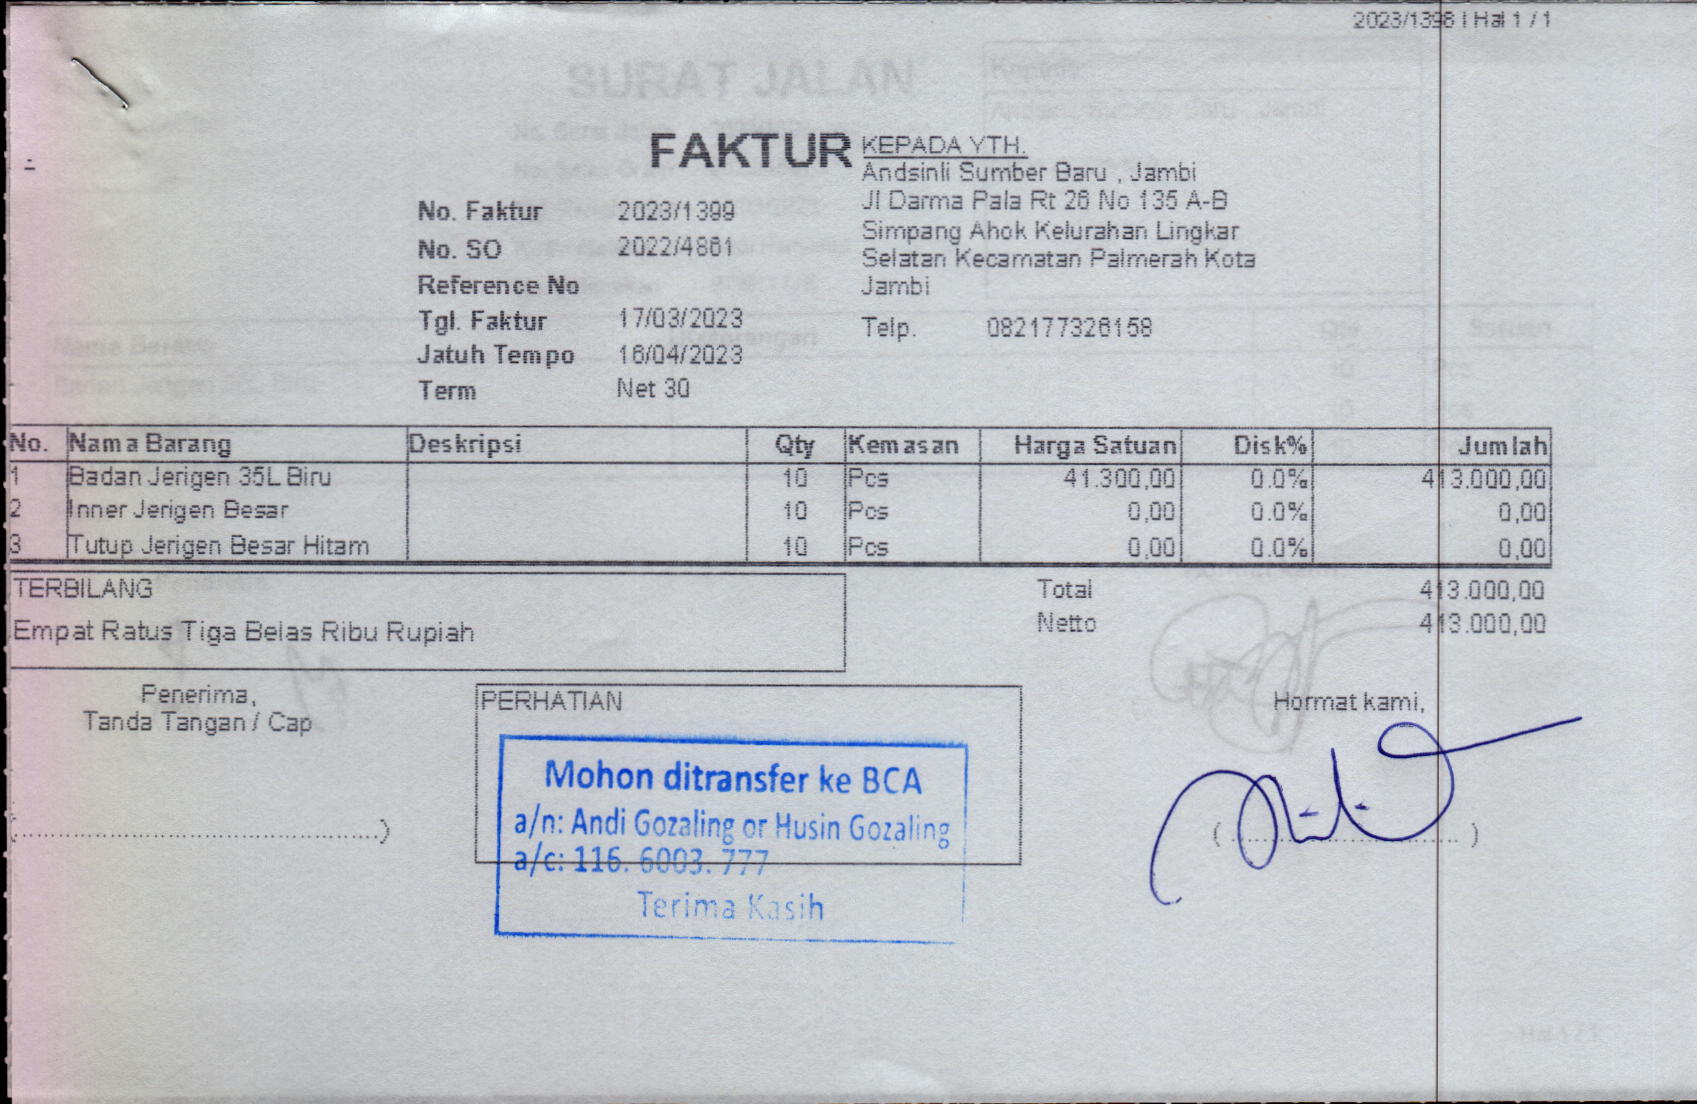 2023/1398 | Hal 1 / 1
FAKTUR
KEPADA YTH.
Andsinli Sumber Baru , Jambi
Jl Darma Pala Rt 26 No 135 A-B
Simpang Ahok Kelurahan Lingkar
Selatan Kecamatan Palmerah Kota
Jambi
Telp. 082177326158
No. Faktur 2023/1399
No. SO 2022/4861
Reference No
Tgl. Faktur 17/03/2023
Jatuh Tempo 16/04/2023
Term Net 30
No. Nama Barang Deskripsi Qty Kemasan Harga Satuan Disk% Jumlah
1 Badan Jerigen 35L Biru 10 Pcs 41.300,00 0.0% 413.000,00
2 Inner Jerigen Besar 10 Pcs 0,00 0.0% 0,00
3 Tutup Jerigen Besar Hitam 10 Pcs 0,00 0.0% 0,00
TERBILANG
Empat Ratus Tiga Belas Ribu Rupiah
Total 413.000,00
Netto 413.000,00
Penerima,
Tanda Tangan / Cap
PERHATIAN
Mohon ditransfer ke BCA
a/n: Andi Gozaling or Husin Gozaling
a/c: 116. 6003. 777
Terima Kasih
Hormat kami,
SURAT JALAN